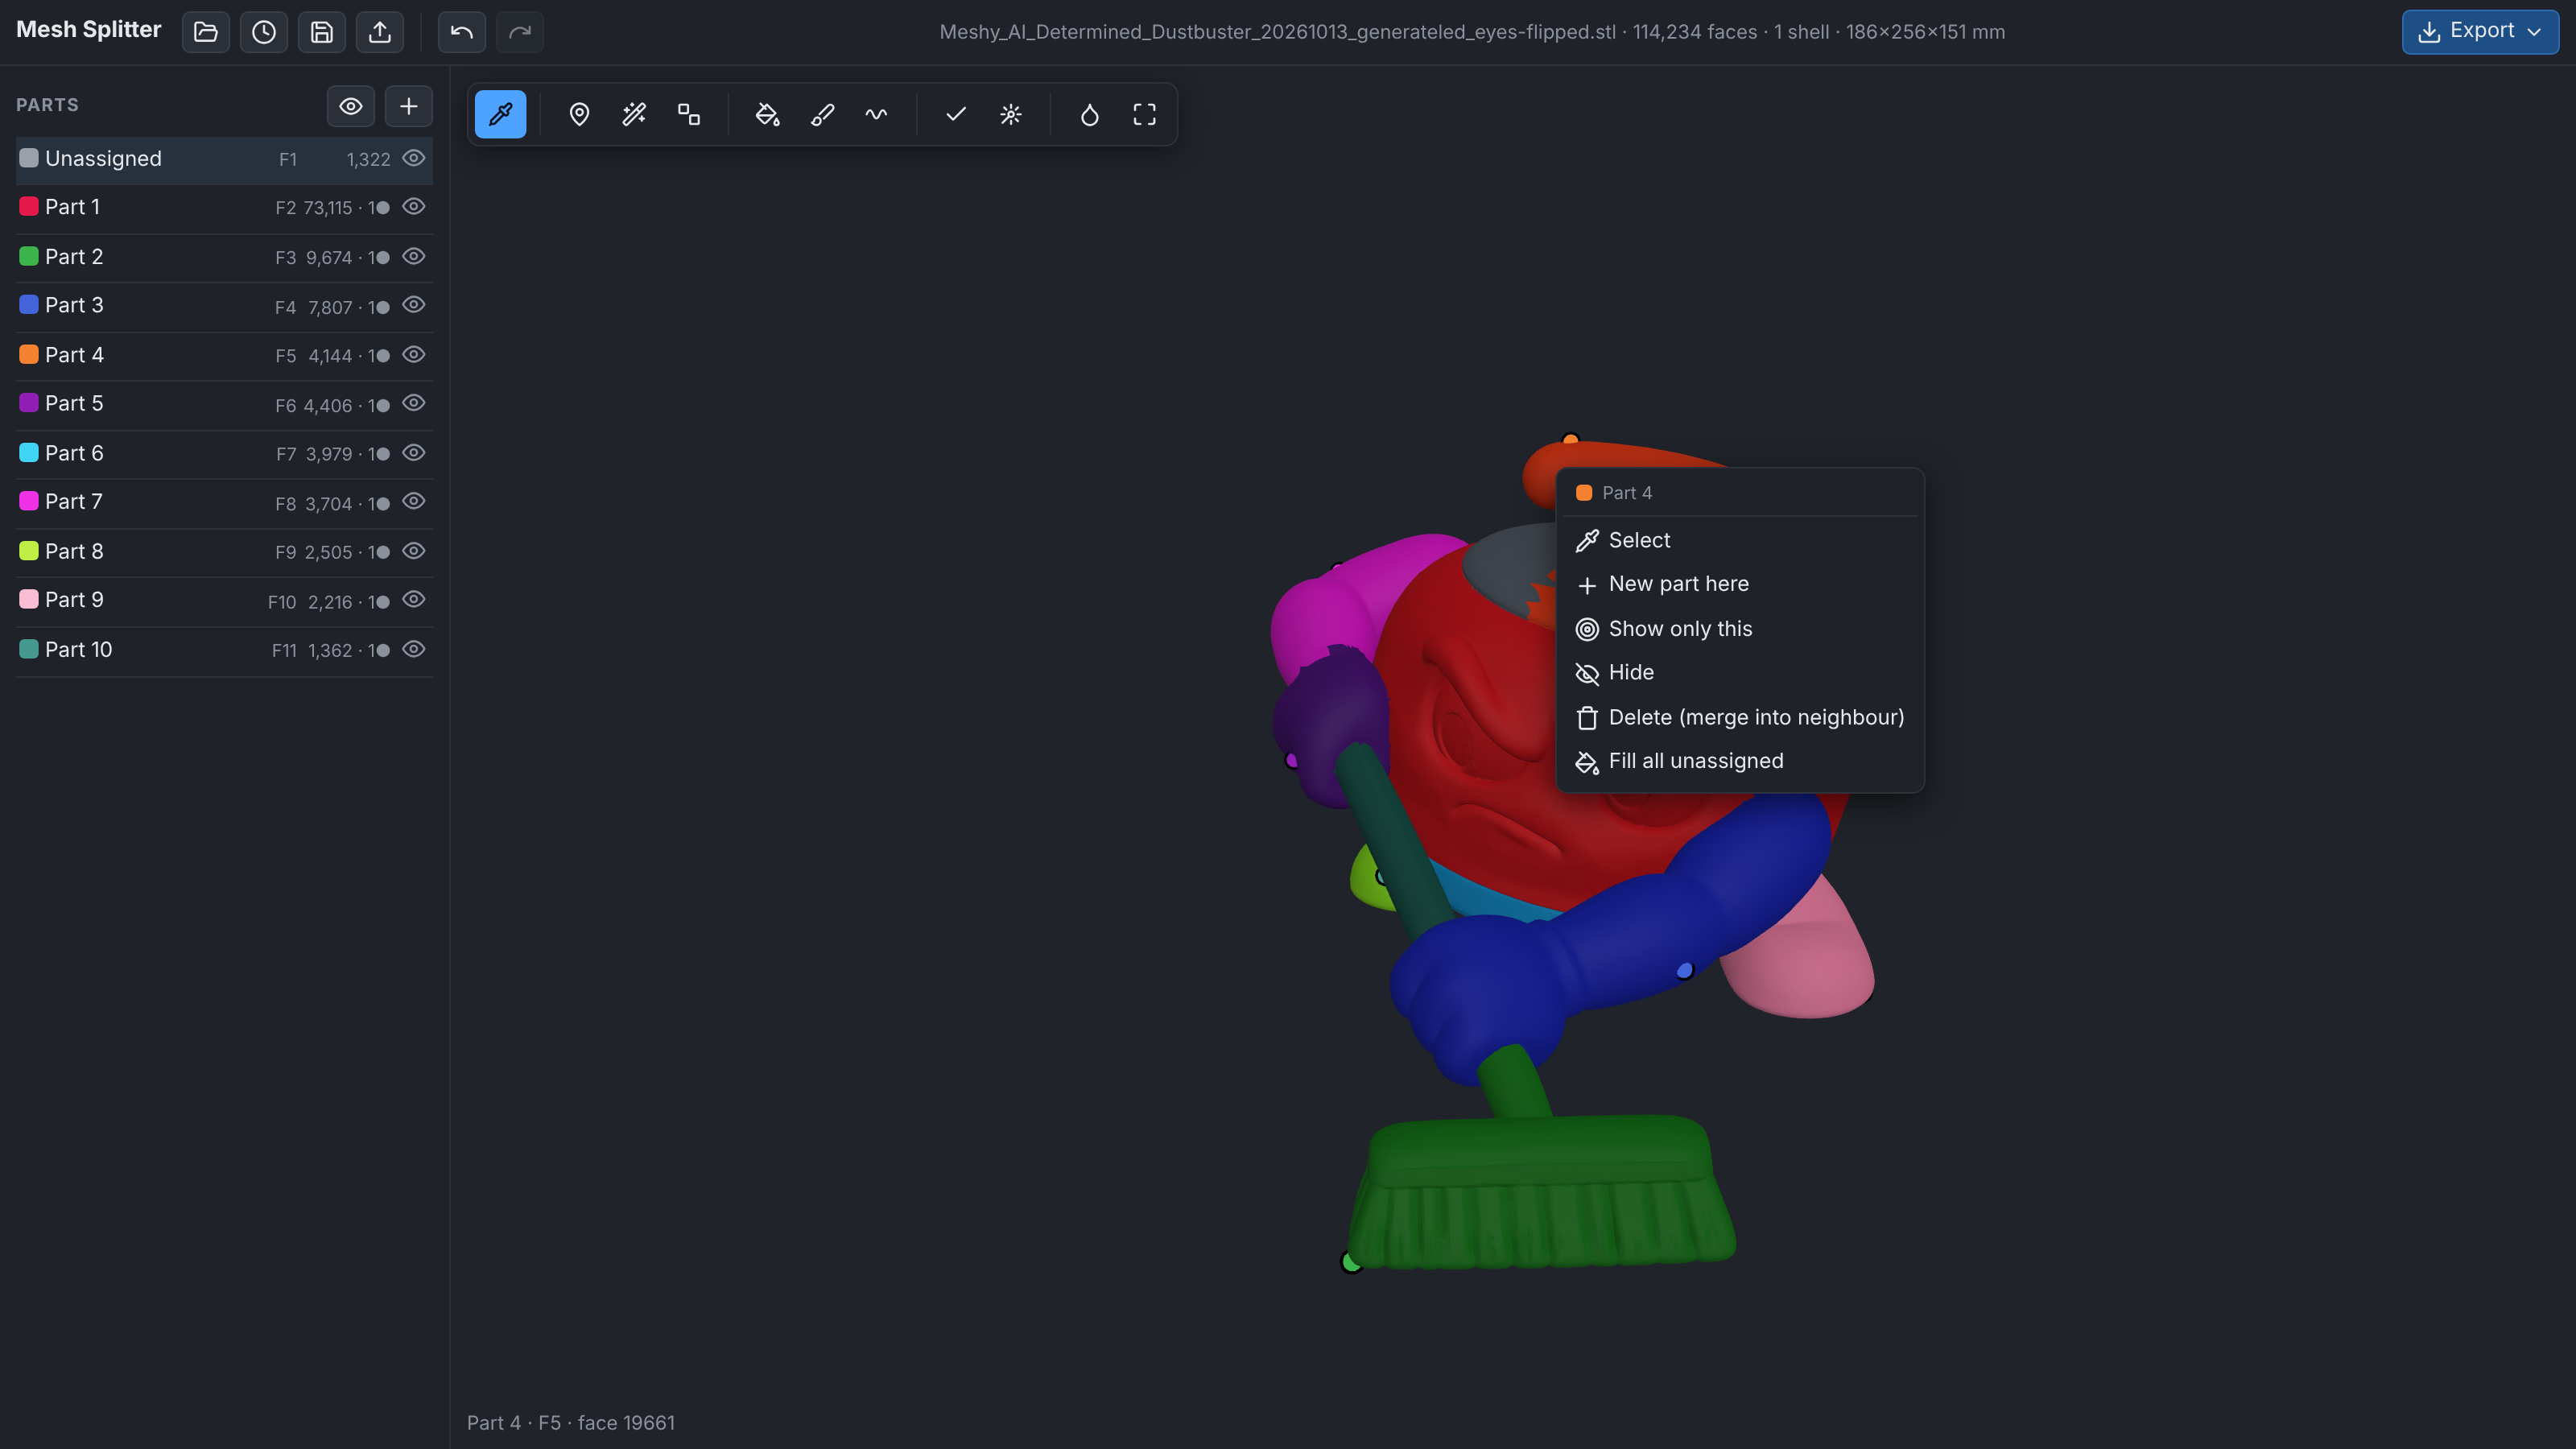 Mesh Splitter
Meshy_AI_Determined_Dustbuster_20261013_generateled_eyes-flipped.stl · 114,234 faces · 1 shell · 186×256×151 mm
Export
PARTS
Unassigned F1 1,322
Part 1 F2 73,115 · 1●
Part 2 F3 9,674 · 1●
Part 3 F4 7,807 · 1●
Part 4 F5 4,144 · 1●
Part 5 F6 4,406 · 1●
Part 6 F7 3,979 · 1●
Part 7 F8 3,704 · 1●
Part 8 F9 2,505 · 1●
Part 9 F10 2,216 · 1●
Part 10 F11 1,362 · 1●
Part 4
Select
New part here
Show only this
Hide
Delete (merge into neighbour)
Fill all unassigned
Part 4 · F5 · face 19661